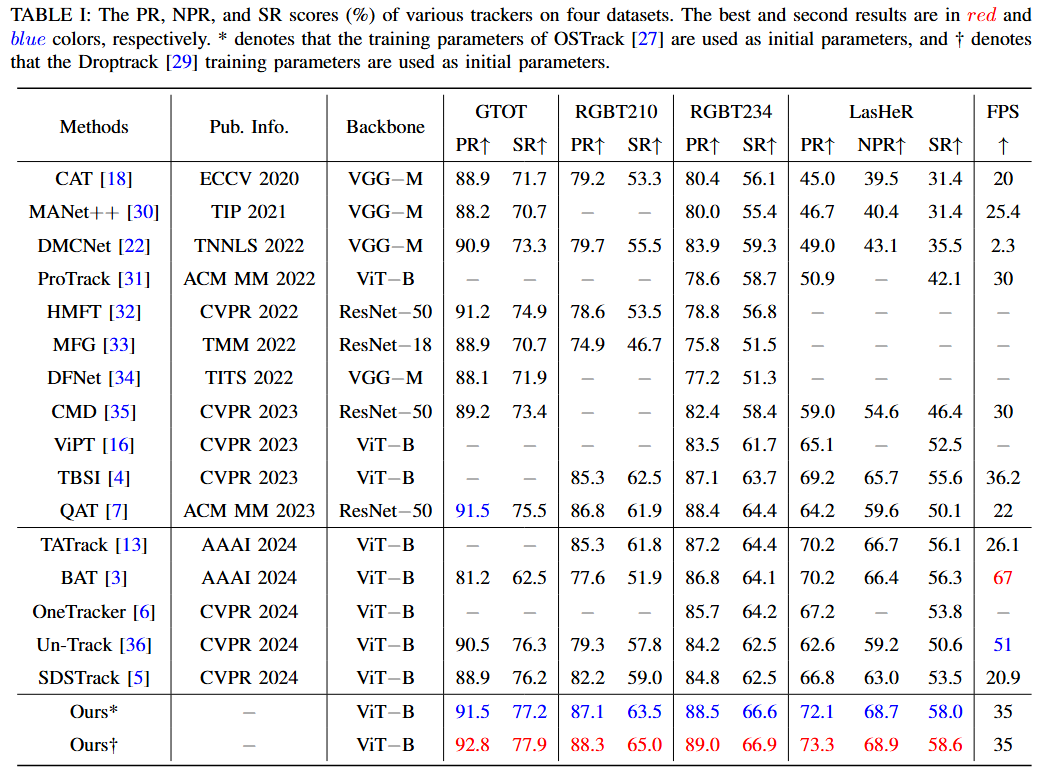 TABLE I: The PR, NPR, and SR scores (%) of various trackers on four datasets. The best and second results are in red and
blue colors, respectively. * denotes that the training parameters of OSTrack [27] are used as initial parameters, and † denotes
that the Droptrack [29] training parameters are used as initial parameters.
Methods Pub. Info. Backbone GTOT RGBT210 RGBT234 LasHeR FPS
PR↑ SR↑ PR↑ SR↑ PR↑ SR↑ PR↑ NPR↑ SR↑ ↑
CAT [18] ECCV 2020 VGG−M 88.9 71.7 79.2 53.3 80.4 56.1 45.0 39.5 31.4 20
MANet++ [30] TIP 2021 VGG−M 88.2 70.7 − − 80.0 55.4 46.7 40.4 31.4 25.4
DMCNet [22] TNNLS 2022 VGG−M 90.9 73.3 79.7 55.5 83.9 59.3 49.0 43.1 35.5 2.3
ProTrack [31] ACM MM 2022 ViT−B − − − − 78.6 58.7 50.9 − 42.1 30
HMFT [32] CVPR 2022 ResNet−50 91.2 74.9 78.6 53.5 78.8 56.8 − − − −
MFG [33] TMM 2022 ResNet−18 88.9 70.7 74.9 46.7 75.8 51.5 − − − −
DFNet [34] TITS 2022 VGG−M 88.1 71.9 − − 77.2 51.3 − − − −
CMD [35] CVPR 2023 ResNet−50 89.2 73.4 − − 82.4 58.4 59.0 54.6 46.4 30
ViPT [16] CVPR 2023 ViT−B − − − − 83.5 61.7 65.1 − 52.5 −
TBSI [4] CVPR 2023 ViT−B − − 85.3 62.5 87.1 63.7 69.2 65.7 55.6 36.2
QAT [7] ACM MM 2023 ResNet−50 91.5 75.5 86.8 61.9 88.4 64.4 64.2 59.6 50.1 22
TATrack [13] AAAI 2024 ViT−B − − 85.3 61.8 87.2 64.4 70.2 66.7 56.1 26.1
BAT [3] AAAI 2024 ViT−B 81.2 62.5 77.6 51.9 86.8 64.1 70.2 66.4 56.3 67
OneTracker [6] CVPR 2024 ViT−B − − − − 85.7 64.2 67.2 − 53.8 −
Un-Track [36] CVPR 2024 ViT−B 90.5 76.3 79.3 57.8 84.2 62.5 62.6 59.2 50.6 51
SDSTrack [5] CVPR 2024 ViT−B 88.9 76.2 82.2 59.0 84.8 62.5 66.8 63.0 53.5 20.9
Ours* − ViT−B 91.5 77.2 87.1 63.5 88.5 66.6 72.1 68.7 58.0 35
Ours† − ViT−B 92.8 77.9 88.3 65.0 89.0 66.9 73.3 68.9 58.6 35